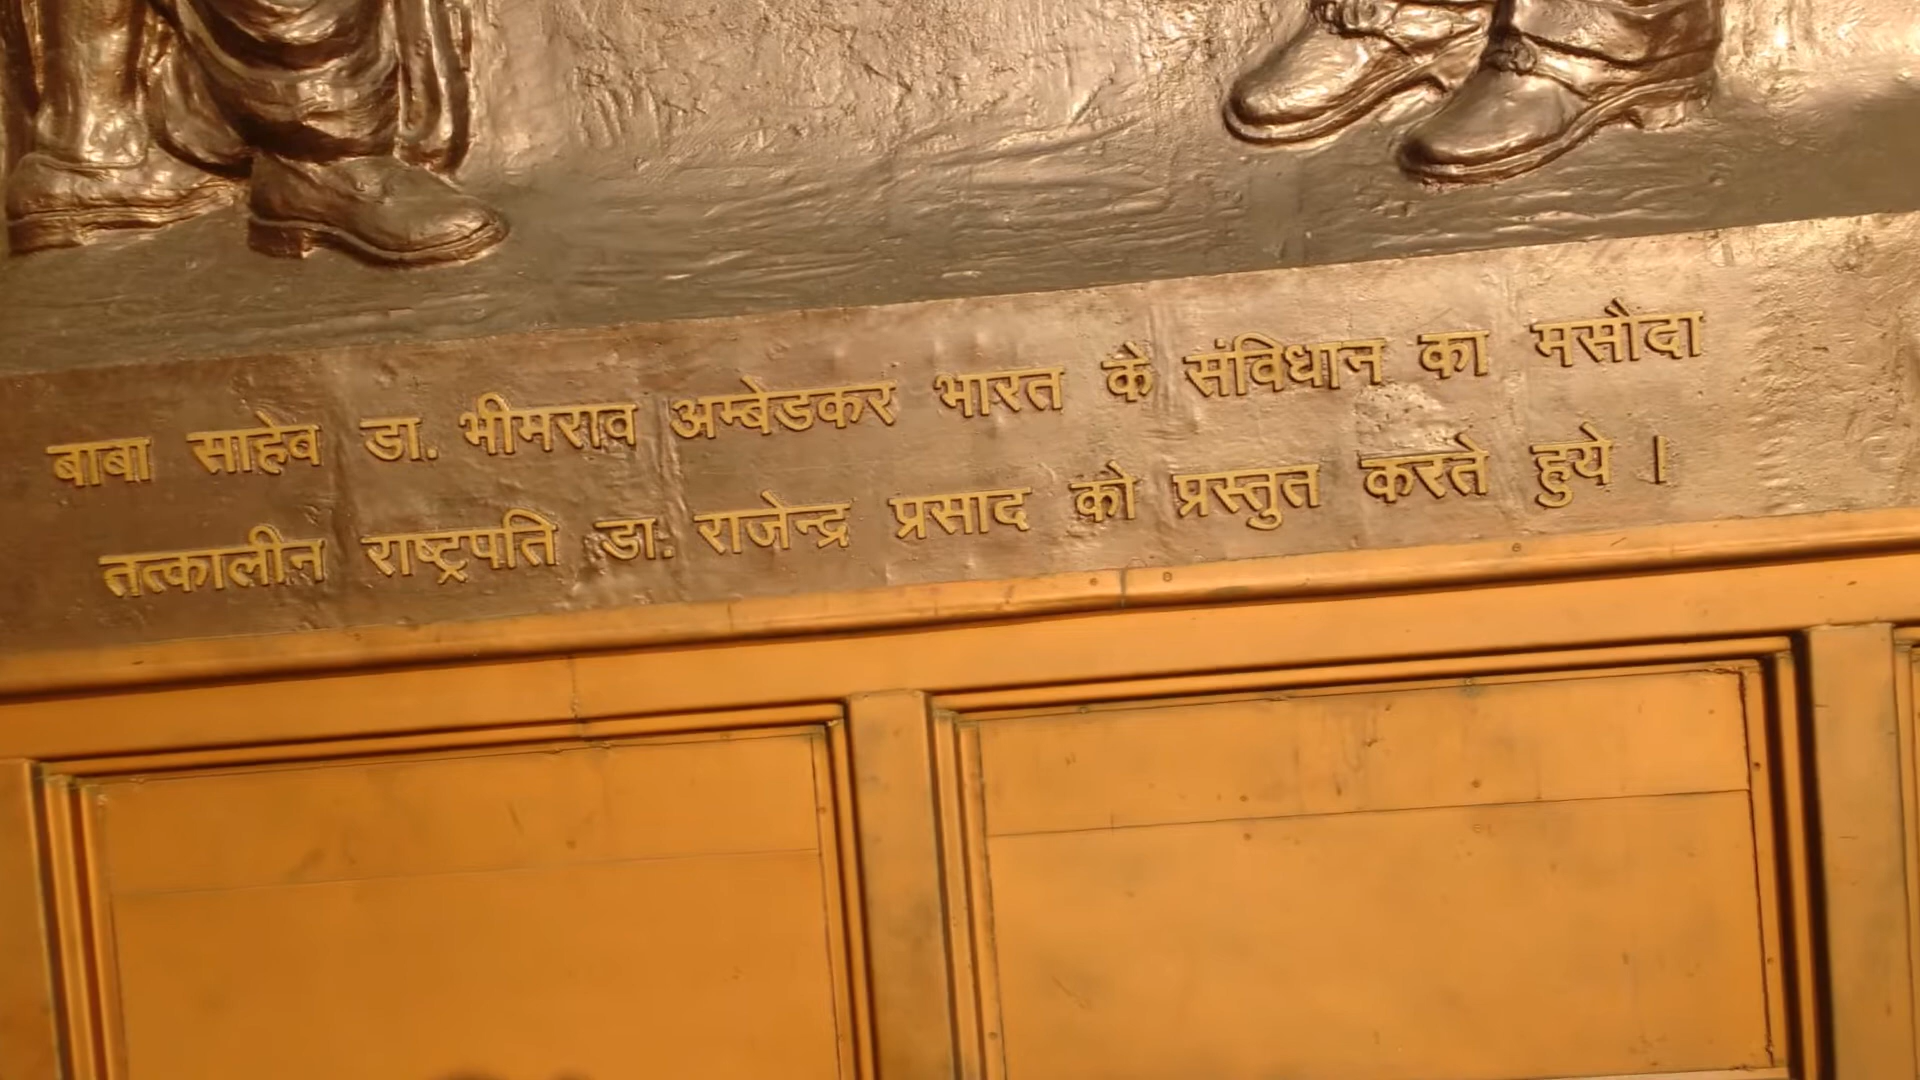 बाबा साहेब डा. भीमराव अम्बेडकर भारत के संविधान का मसौदा
तत्कालीन राष्ट्रपति डा. राजेन्द्र प्रसाद को प्रस्तुत करते हुये ।